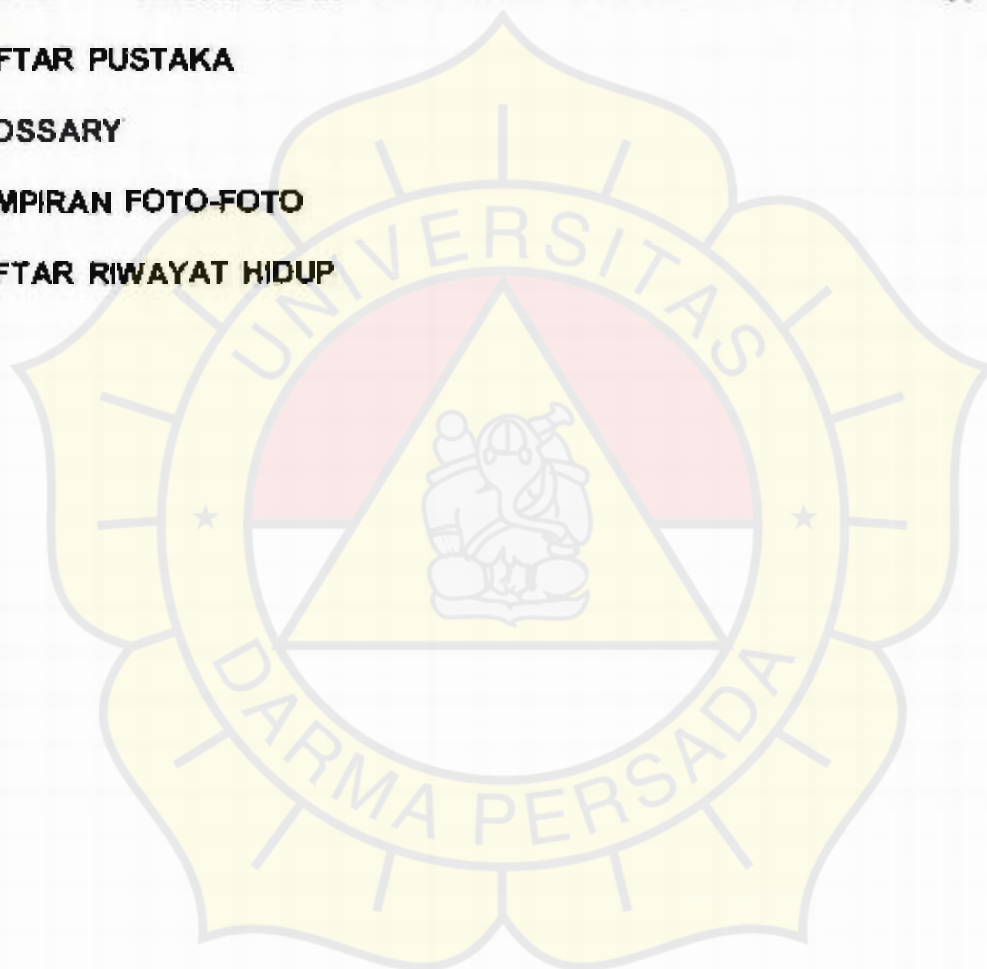 FTAR PUSTAKA
OSSARY
MPIRAN FOTO-FOTO
FTAR RIWAYAT HIDUP
UNIVERSITAS
DARMA PERSADA